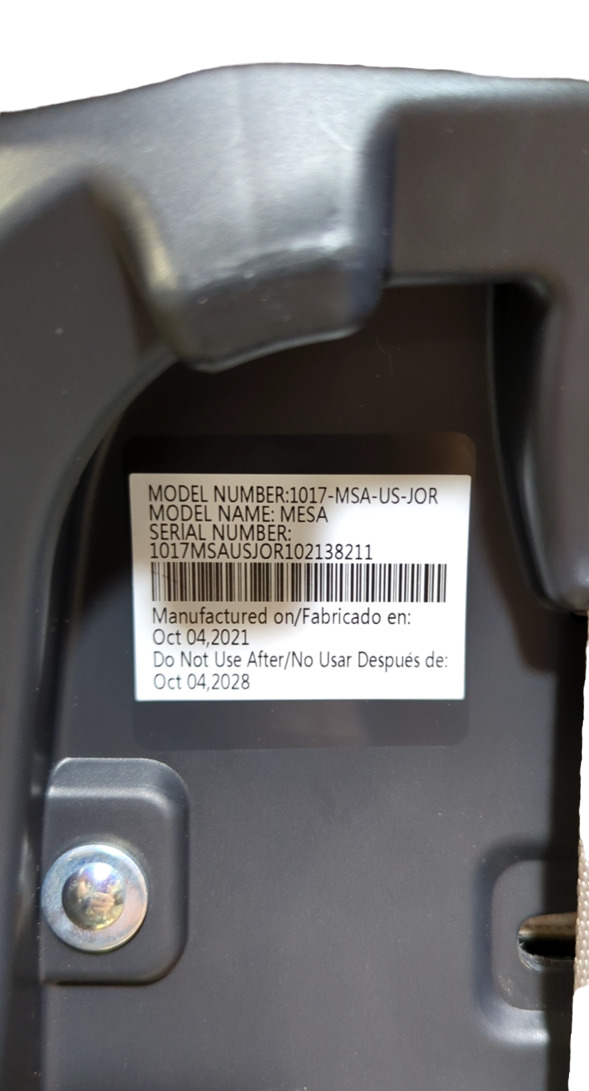 MODEL NUMBER:1017-MSA-US-JOR
MODEL NAME: MESA
SERIAL NUMBER:
1017MSAUSJOR102138211
Manufactured on/Fabricado en:
Oct 04,2021
Do Not Use After/No Usar Después de:
Oct 04,2028